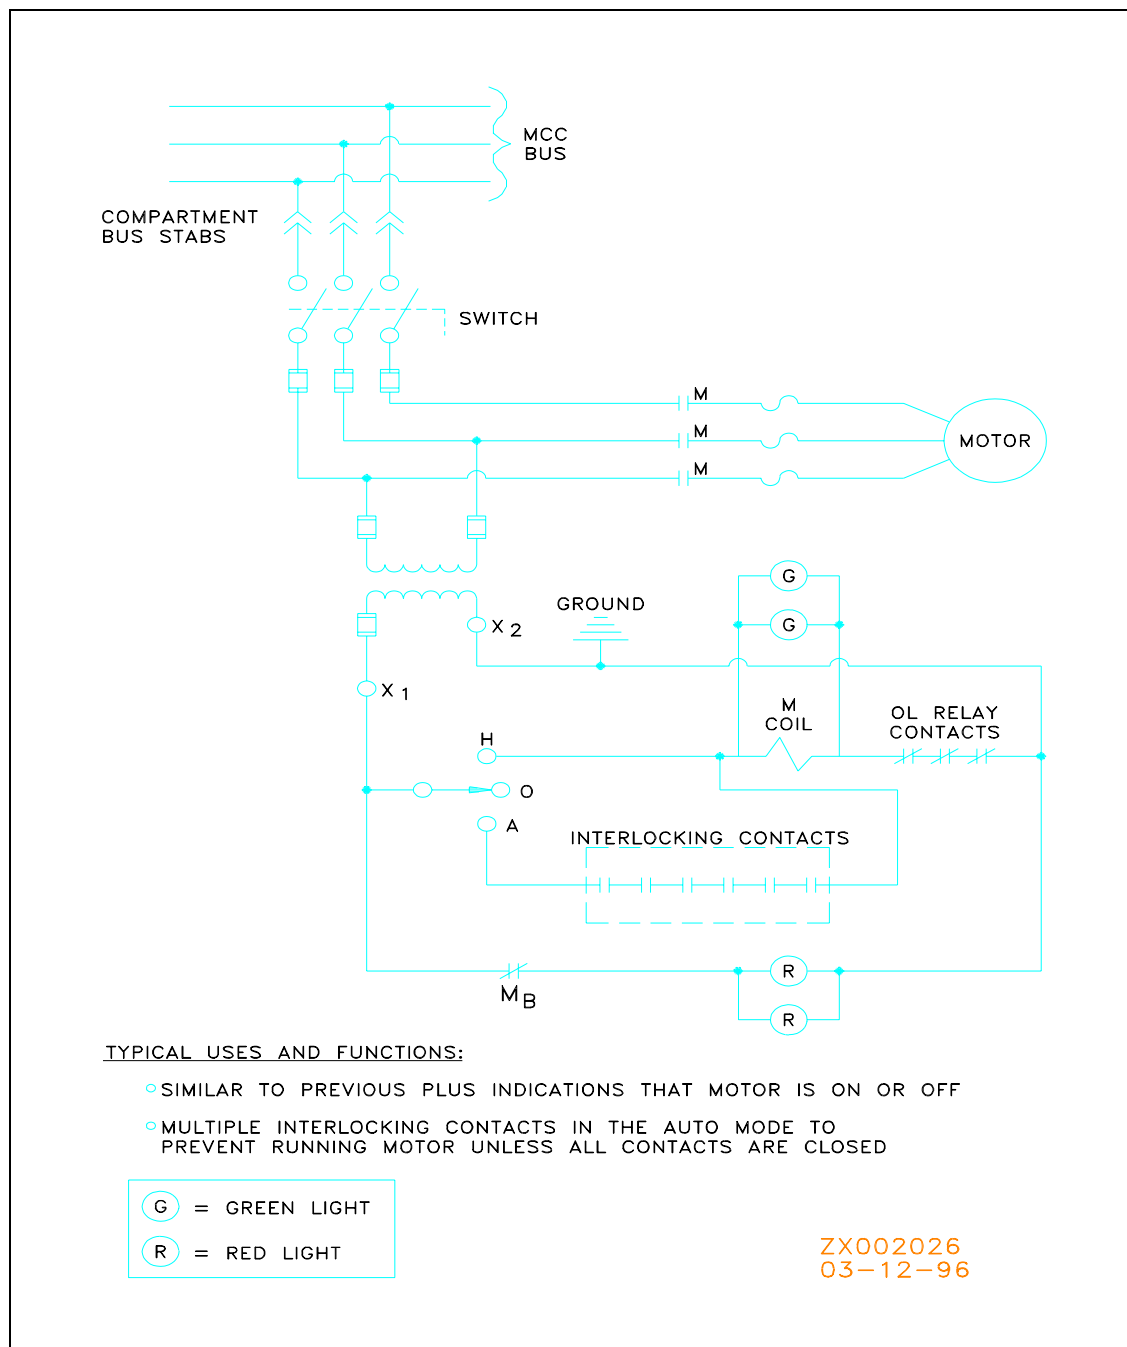 MCC
BUS
COMPARTMENT
BUS STABS
SWITCH
M
M
M
MOTOR
G
GROUND
G
X 2
X 1
M
COIL
OL RELAY
CONTACTS
H
O
A
INTERLOCKING CONTACTS
R
MB
R
TYPICAL USES AND FUNCTIONS:
SIMILAR TO PREVIOUS PLUS INDICATIONS THAT MOTOR IS ON OR OFF
MULTIPLE INTERLOCKING CONTACTS IN THE AUTO MODE TO
PREVENT RUNNING MOTOR UNLESS ALL CONTACTS ARE CLOSED
G = GREEN LIGHT
R = RED LIGHT
ZX002026
03-12-96